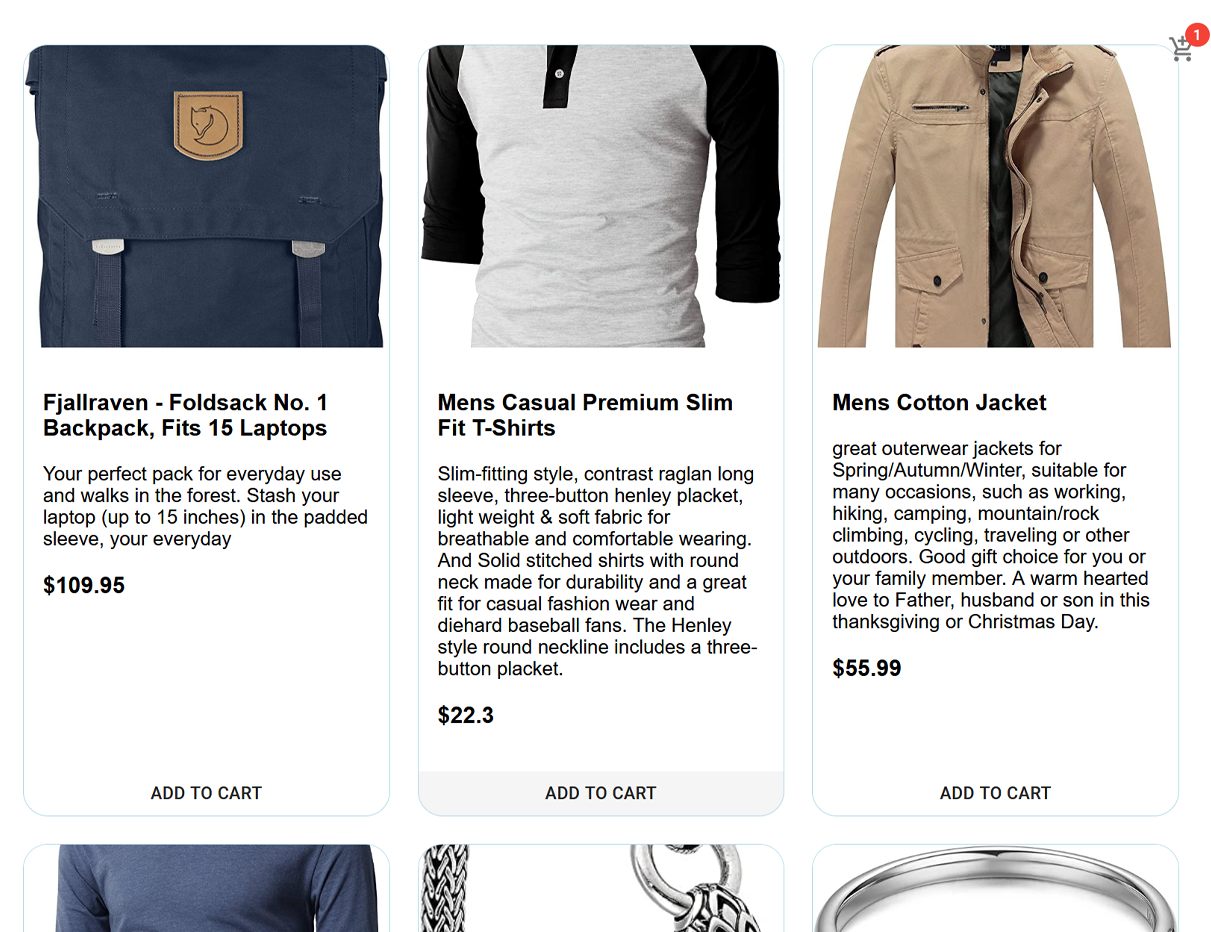 1
Fjallraven - Foldsack No. 1
Backpack, Fits 15 Laptops
Your perfect pack for everyday use
and walks in the forest. Stash your
laptop (up to 15 inches) in the padded
sleeve, your everyday
$109.95
ADD TO CART
Mens Casual Premium Slim
Fit T-Shirts
Slim-fitting style, contrast raglan long
sleeve, three-button henley placket,
light weight & soft fabric for
breathable and comfortable wearing.
And Solid stitched shirts with round
neck made for durability and a great
fit for casual fashion wear and
diehard baseball fans. The Henley
style round neckline includes a three-
button placket.
$22.3
ADD TO CART
Mens Cotton Jacket
great outerwear jackets for
Spring/Autumn/Winter, suitable for
many occasions, such as working,
hiking, camping, mountain/rock
climbing, cycling, traveling or other
outdoors. Good gift choice for you or
your family member. A warm hearted
love to Father, husband or son in this
thanksgiving or Christmas Day.
$55.99
ADD TO CART